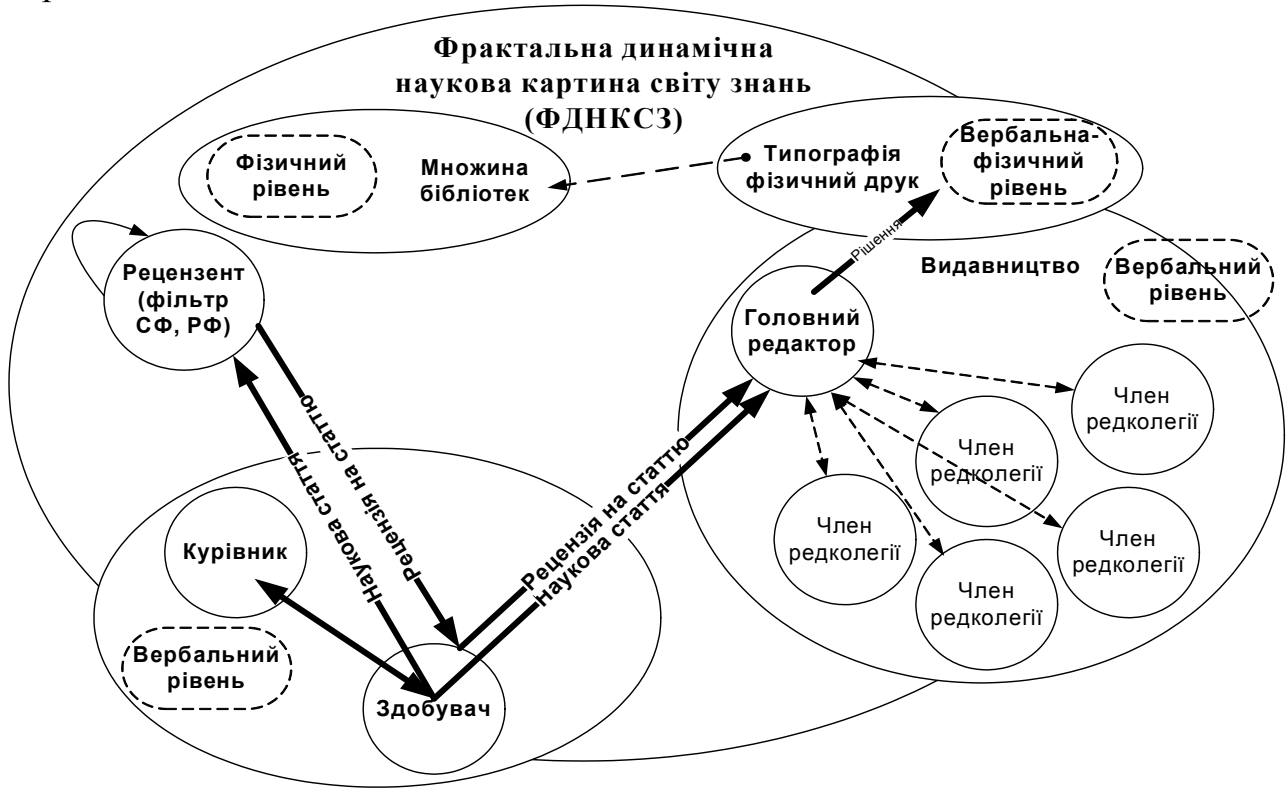 Фрактальна динамічна
наукова картина світу знань
(ФДНКСЗ)
Фізичний
рівень
Множина
бібліотек
Типографія
фізичний друк
Вербальна-
фізичний
рівень
Рішення
Видавництво
Вербальний
рівень
Рецензент
(фільтр
СФ, РФ)
Головний
редактор
Член
редколегії
Член
редколегії
Член
редколегії
Член
редколегії
Член
редколегії
Рецензія на статтю
Наукова стаття
Рецензія на статтю
Наукова стаття
Курівник
Вербальний
рівень
Здобувач